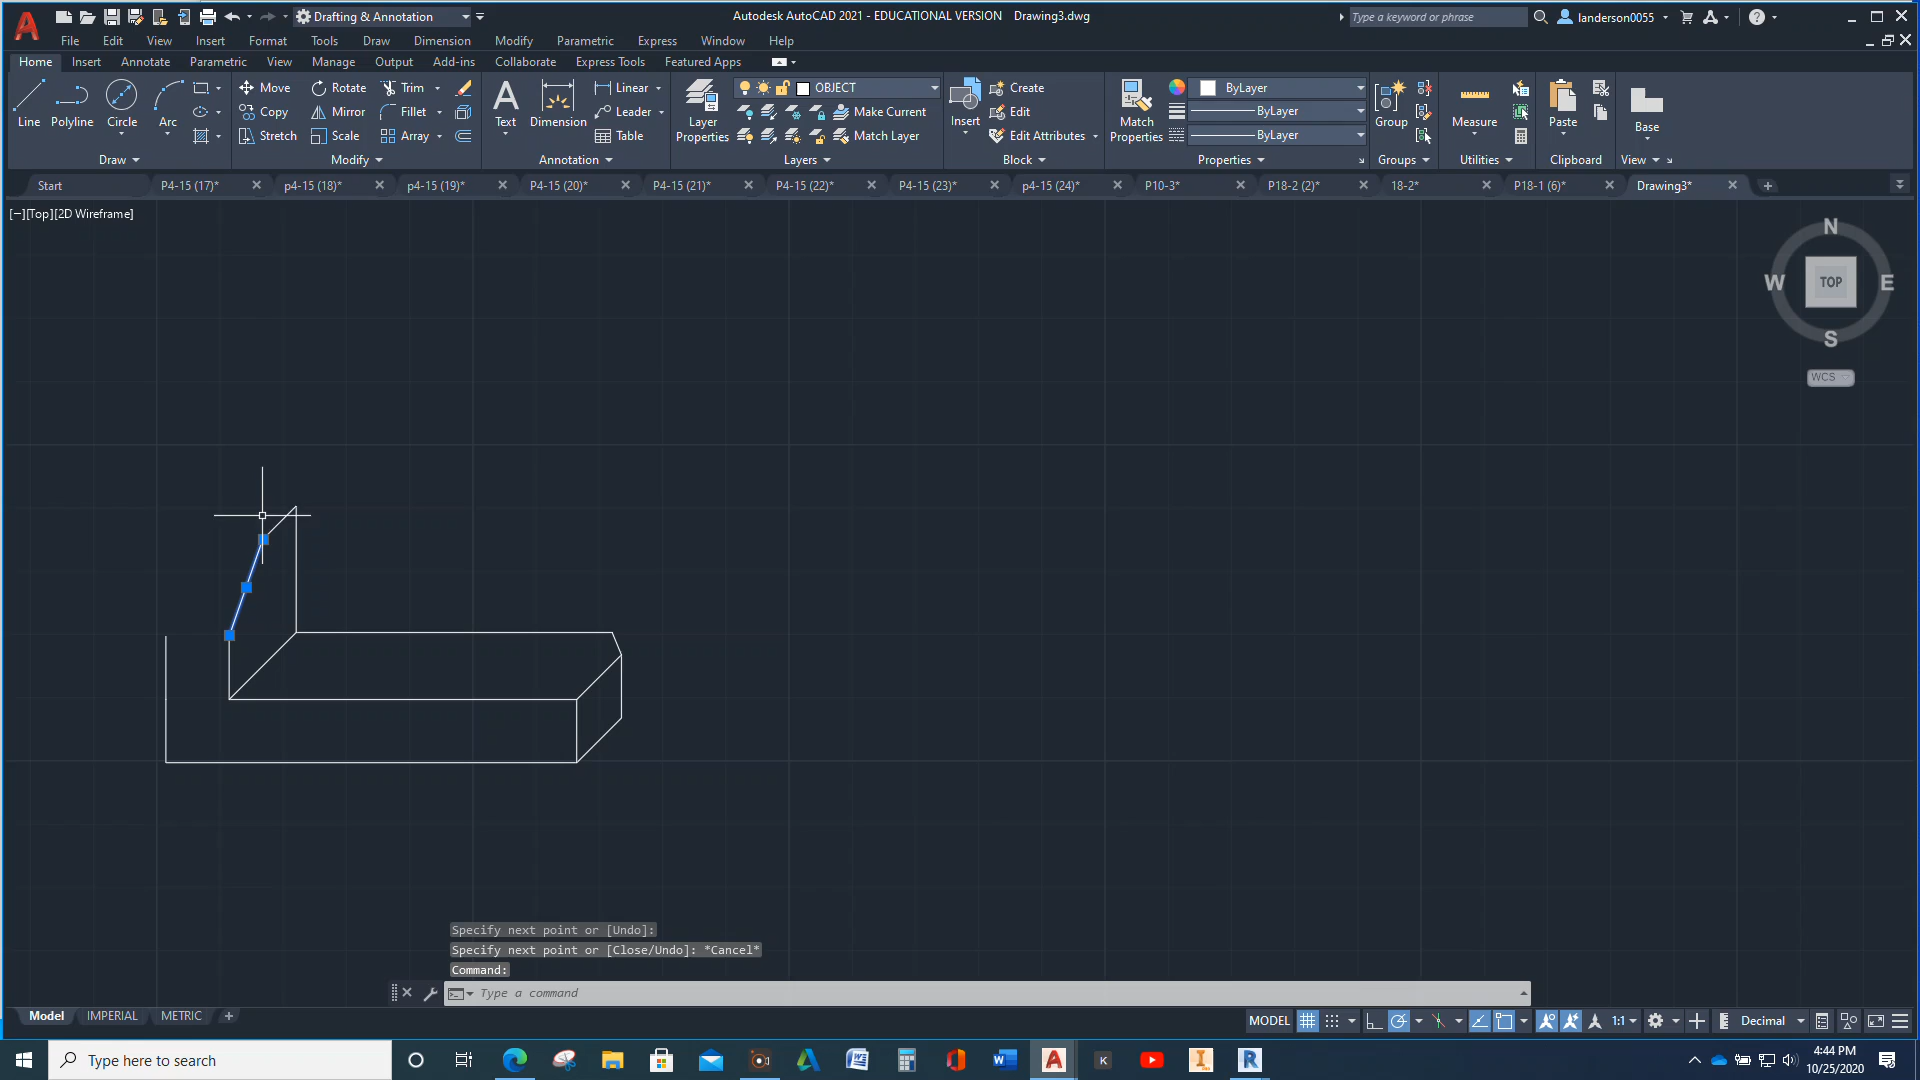 Drafting & Annotation
Autodesk AutoCAD 2021 - EDUCATIONAL VERSION Drawing3.dwg
Type a keyword or phrase
landerson0055
File Edit View Insert Format Tools Draw Dimension Modify Parametric Express Window Help
Home Insert Annotate Parametric View Manage Output Add-ins Collaborate Express Tools Featured Apps
Line Polyline Circle Arc
Draw
Move Rotate Trim
Copy Mirror Fillet
Stretch Scale Array
Modify
Text Dimension
Linear
Leader
Table
Annotation
Layer Properties
OBJECT
Make Current
Match Layer
Layers
Insert
Create
Edit
Edit Attributes
Block
Match Properties
ByLayer
ByLayer
ByLayer
Properties
Group
Groups
Measure
Utilities
Paste
Clipboard
Base
View
Start P4-15 (17)* p4-15 (18)* p4-15 (19)* P4-15 (20)* P4-15 (21)* P4-15 (22)* P4-15 (23)* p4-15 (24)* P10-3* P18-2 (2)* 18-2* P18-1 (6)* Drawing3*
[−][Top][2D Wireframe]
N
W TOP E
S
WCS
Specify next point or [Undo]:
Specify next point or [Close/Undo]: *Cancel*
Command:
Type a command
Model IMPERIAL METRIC
MODEL 1:1 Decimal
Type here to search
4:44 PM
10/25/2020